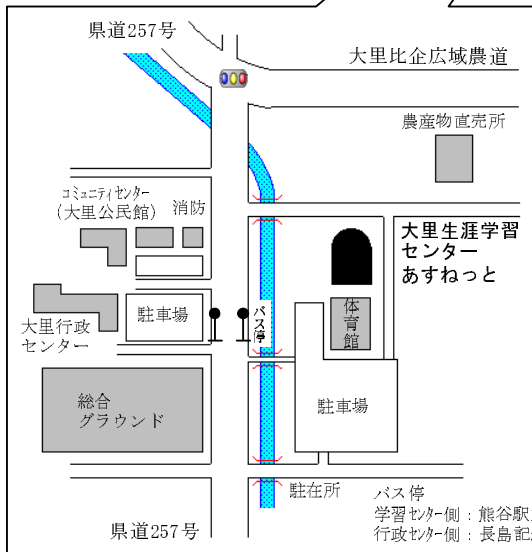 県道257号
大里比企広域農道
農産物直売所
コミュニティセンター
(大里公民館)
消防
大里生涯学習
センター
あすねっと
体育館
バス停
駐車場
大里行政
センター
総合
グラウンド
駐車場
駐在所
県道257号
バス停
学習センター側：熊谷駅
行政センター側：長島記